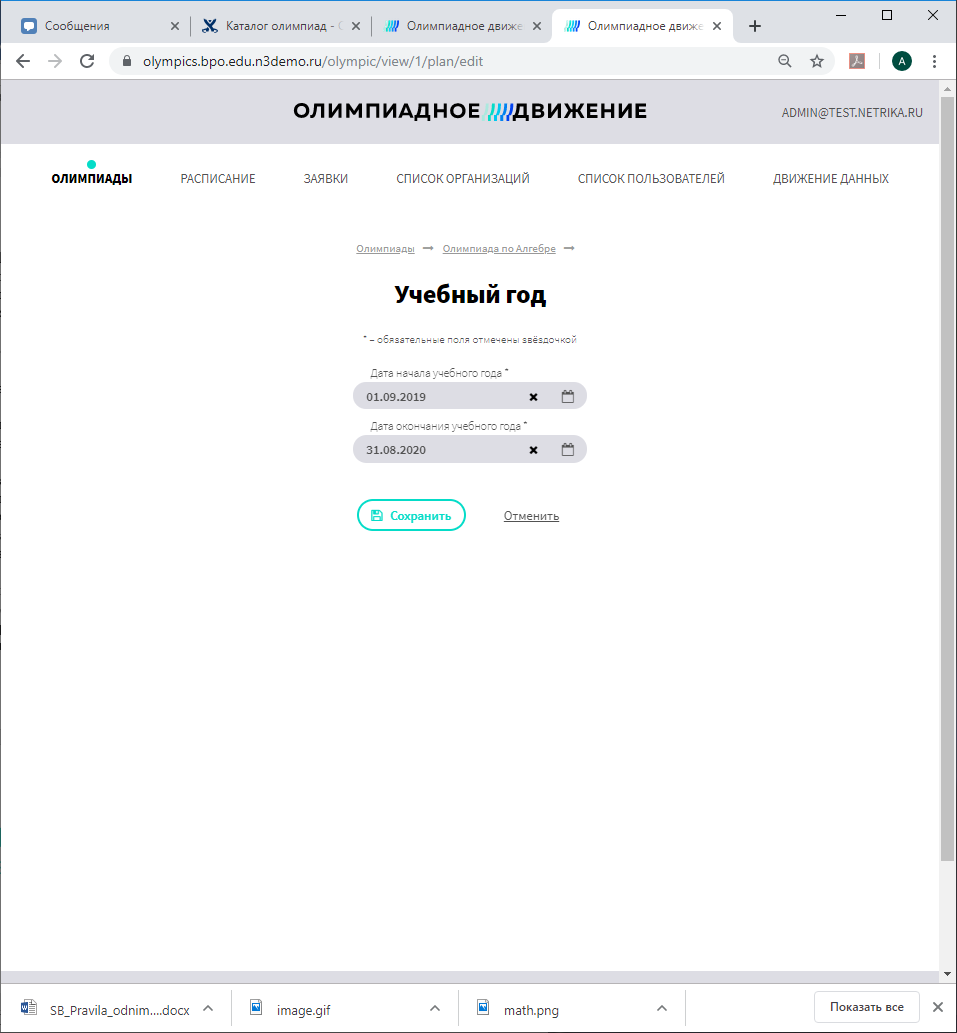 Сообщения
Каталог олимпиад - О
Олимпиадное движе
Олимпиадное движе
olympics.bpo.edu.n3demo.ru/olympic/view/1/plan/edit
A
ОЛИМПИАДНОЕ ДВИЖЕНИЕ
ADMIN@TEST.NETRIKA.RU
ОЛИМПИАДЫ
РАСПИСАНИЕ
ЗАЯВКИ
СПИСОК ОРГАНИЗАЦИЙ
СПИСОК ПОЛЬЗОВАТЕЛЕЙ
ДВИЖЕНИЕ ДАННЫХ
Олимпиады → Олимпиада по Алгебре →
Учебный год
* – обязательные поля отмечены звёздочкой
Дата начала учебного года *
01.09.2019
Дата окончания учебного года *
31.08.2020
Сохранить
Отменить
SB_Pravila_odnim....docx
image.gif
math.png
Показать все